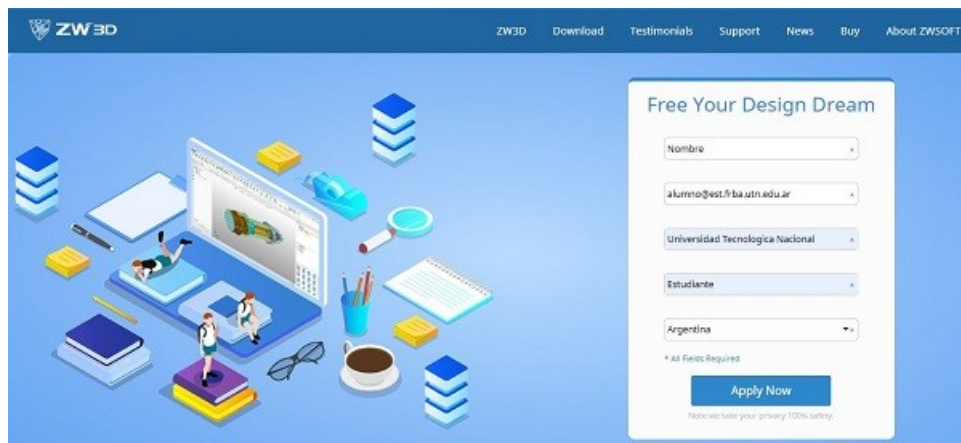 ZW3D
ZW3D Download Testimonials Support News Buy About ZWSOFT
Free Your Design Dream
Nombre *
alumno@est.frba.utn.edu.ar *
Universidad Tecnologica Nacional *
Estudiante *
Argentina *
* All Fields Required
Apply Now
Note:we take your privacy 100% safety.